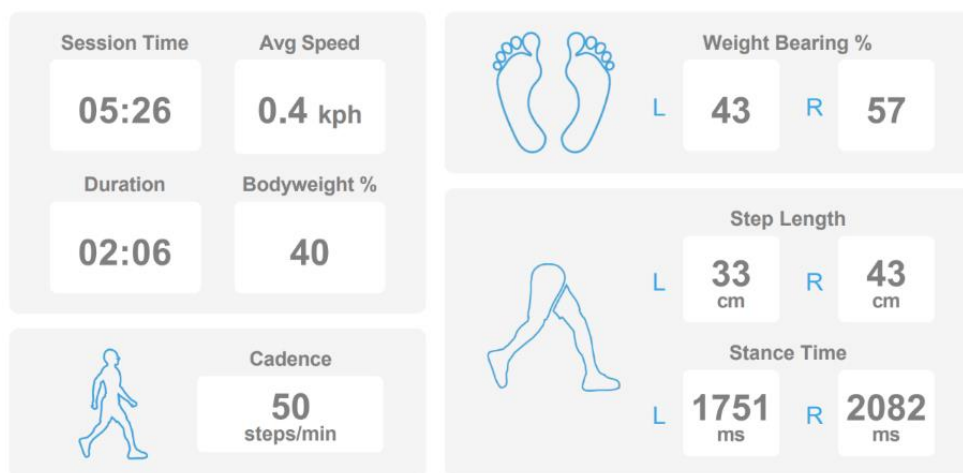 Session Time
Avg Speed
05:26
0.4 kph
Duration
Bodyweight %
02:06
40
Cadence
50
steps/min
Weight Bearing %
L
43
R
57
Step Length
L
33
cm
R
43
cm
Stance Time
L
1751
ms
R
2082
ms